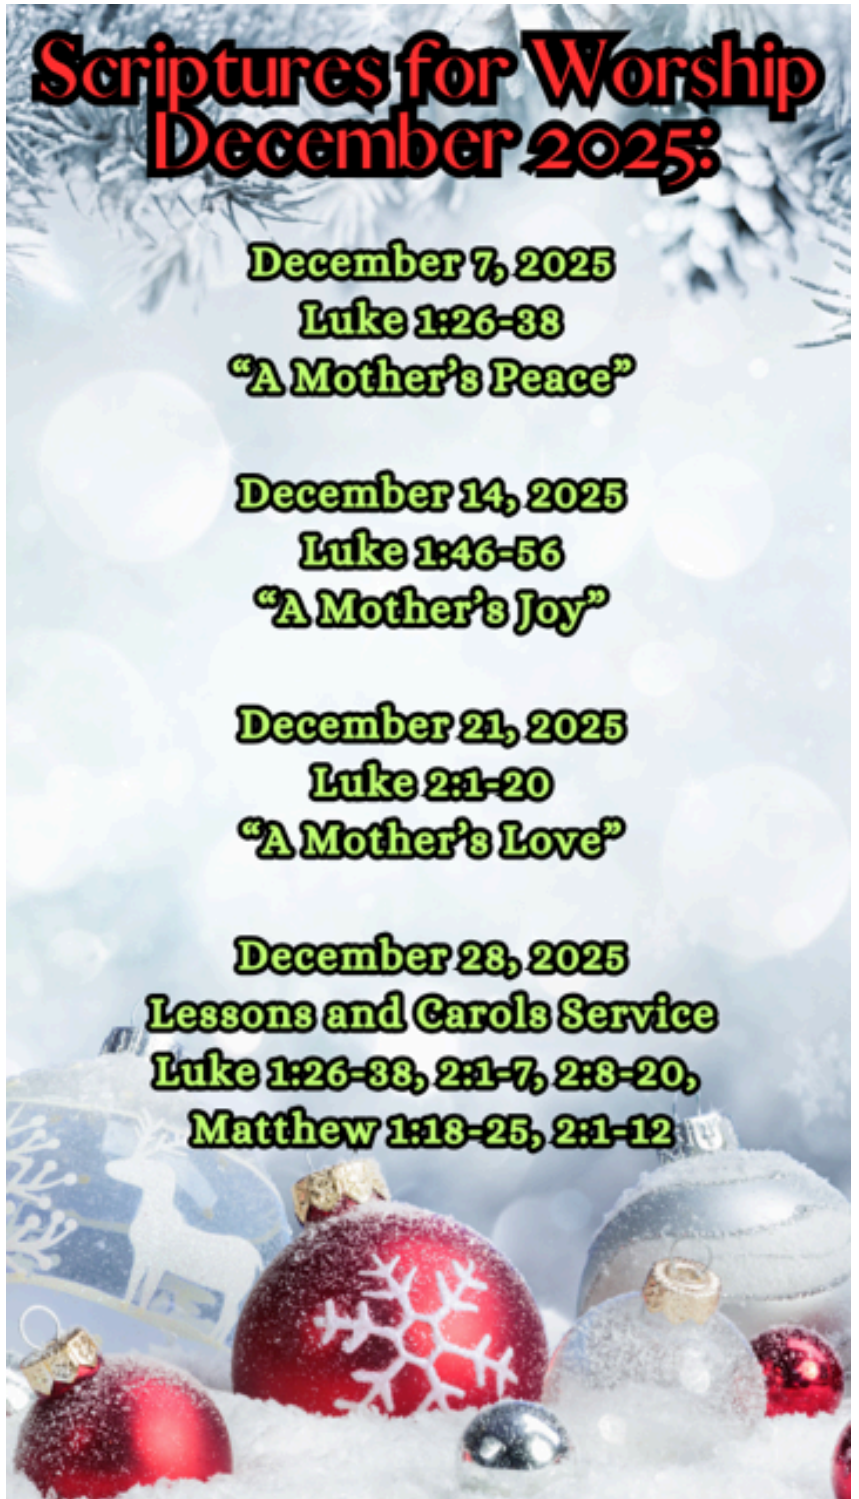 Scriptures for Worship
December 2025:
December 7, 2025
Luke 1:26-38
“A Mother’s Peace”
December 14, 2025
Luke 1:46-56
“A Mother’s Joy”
December 21, 2025
Luke 2:1-20
“A Mother’s Love”
December 28, 2025
Lessons and Carols Service
Luke 1:26-38, 2:1-7, 2:8-20,
Matthew 1:18-25, 2:1-12